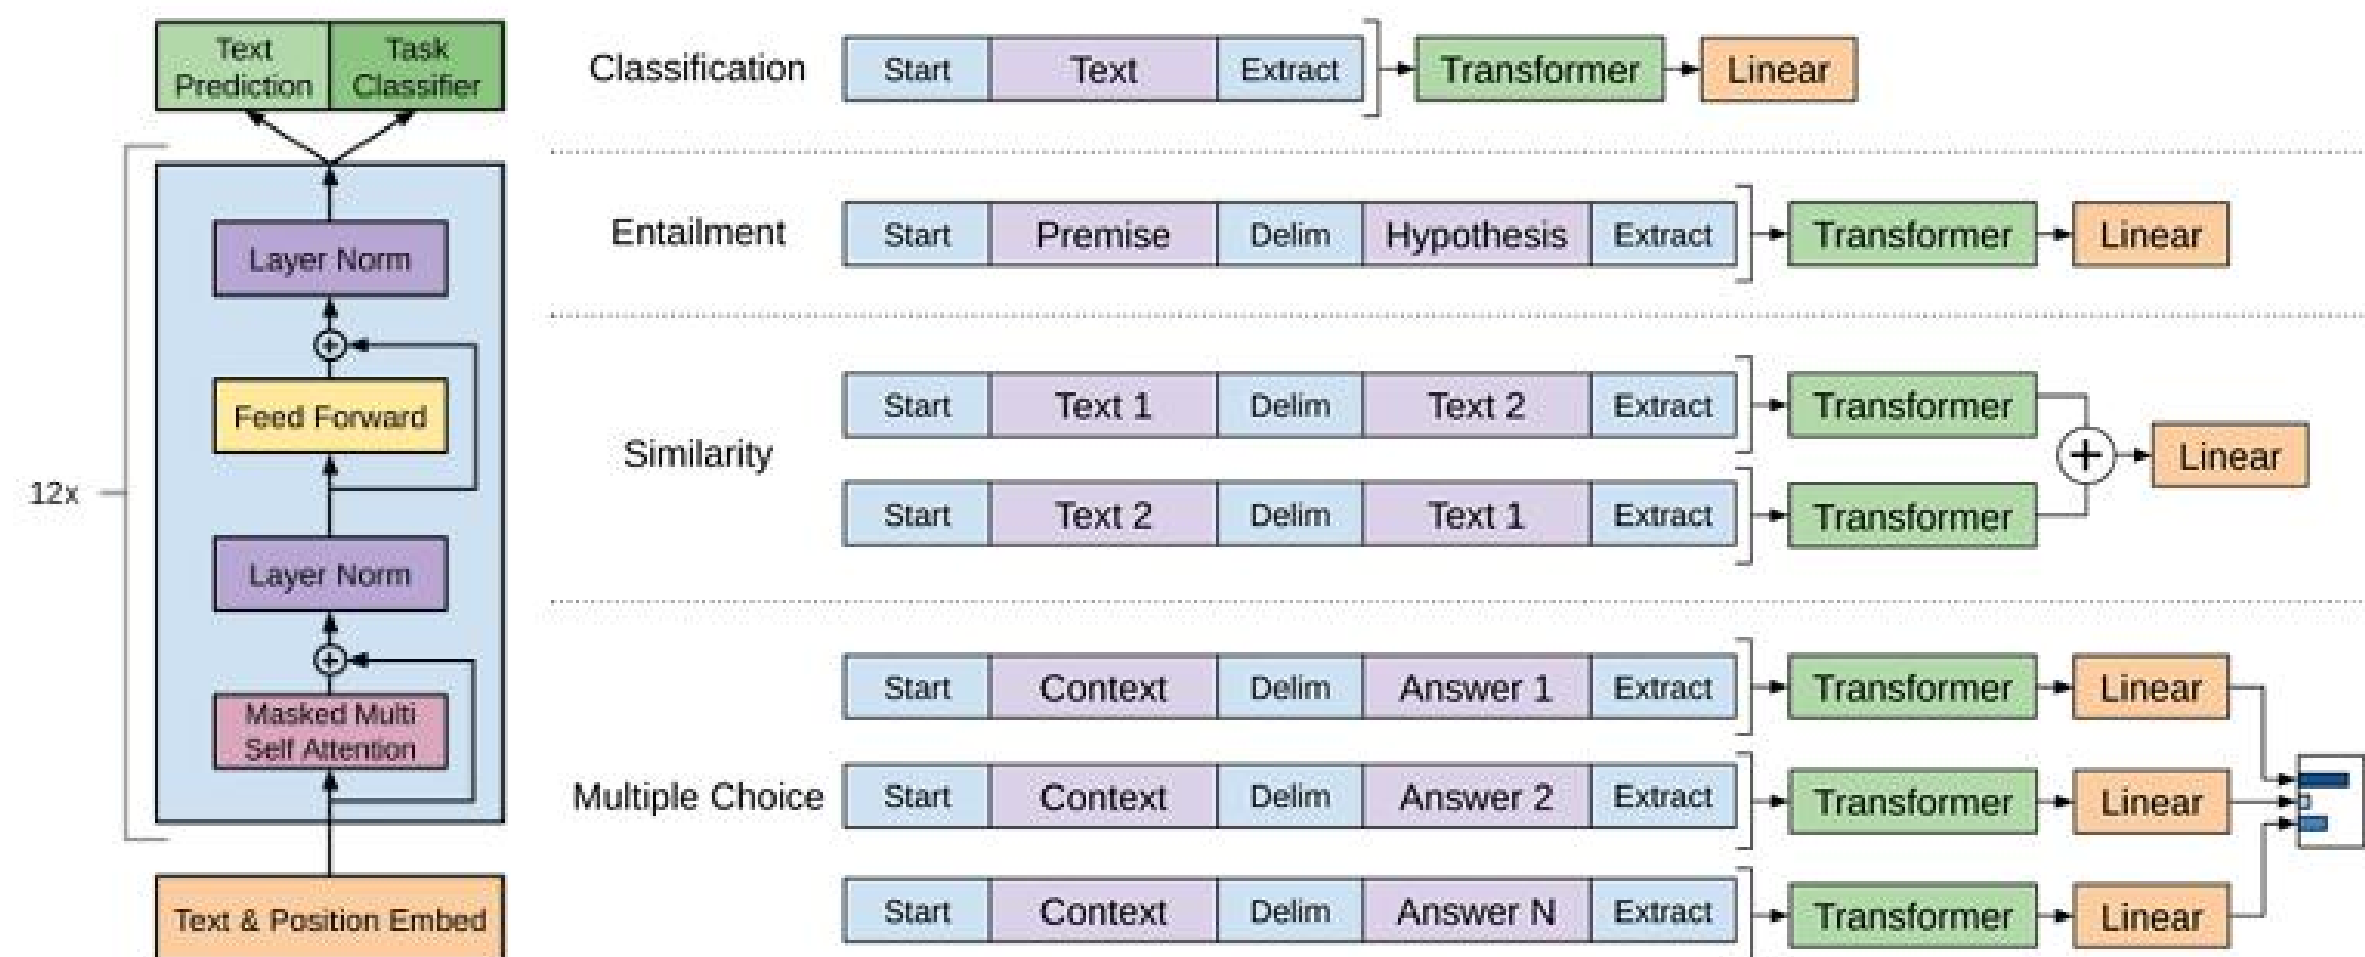 Text
Prediction
Task
Classifier
Layer Norm
Feed Forward
12x
Layer Norm
Masked Multi
Self Attention
Text & Position Embed
Classification Start Text Extract Transformer Linear
Entailment Start Premise Delim Hypothesis Extract Transformer Linear
Similarity
Start Text 1 Delim Text 2 Extract Transformer
+ Linear
Start Text 2 Delim Text 1 Extract Transformer
Multiple Choice
Start Context Delim Answer 1 Extract Transformer Linear
Start Context Delim Answer 2 Extract Transformer Linear
Start Context Delim Answer N Extract Transformer Linear